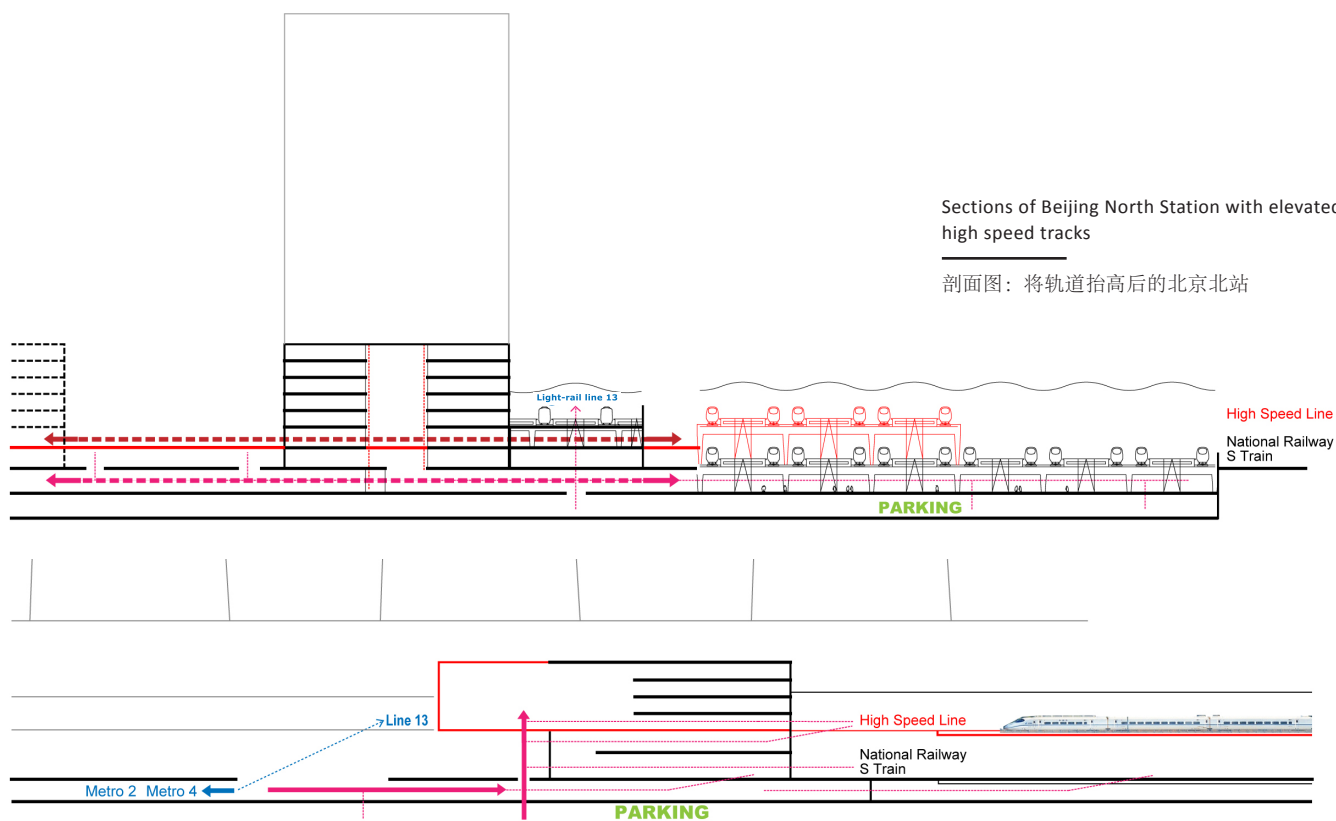 Sections of Beijing North Station with elevated
high speed tracks
剖面图：将轨道抬高后的北京北站
Light-rail line 13
High Speed Line
National Railway
S Train
PARKING
Line 13
High Speed Line
National Railway
S Train
Metro 2 Metro 4
PARKING